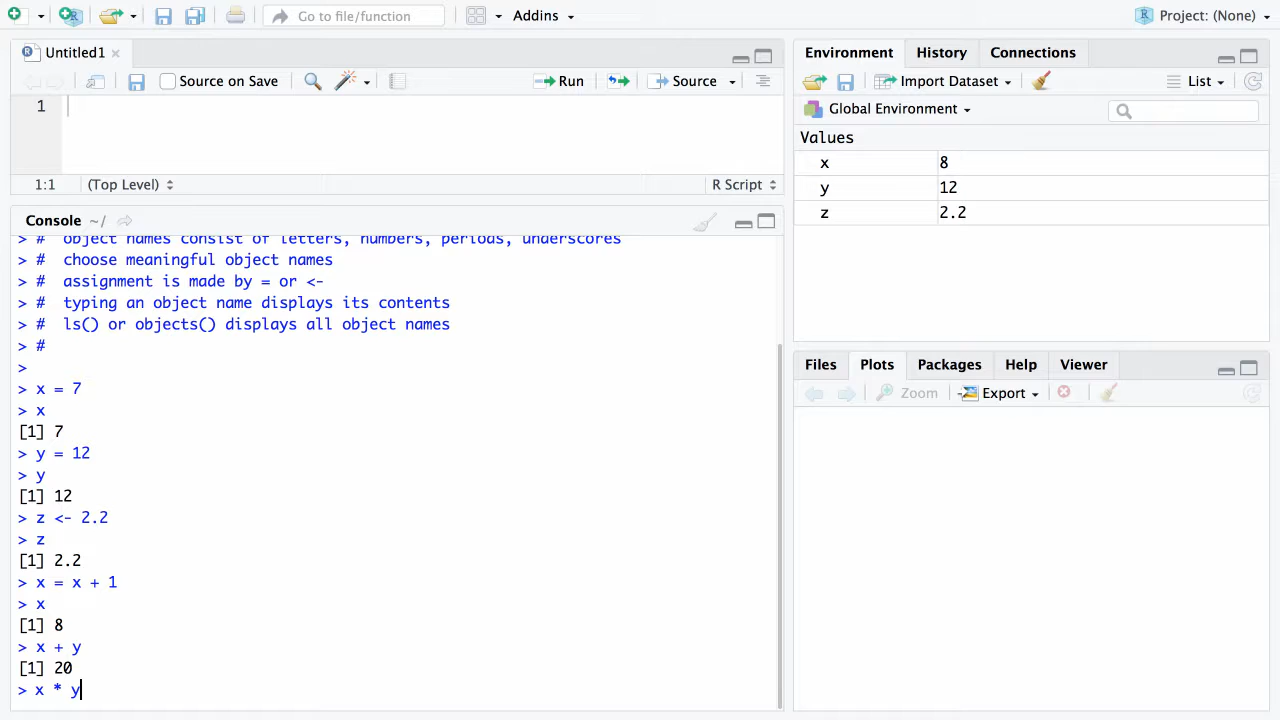 Go to file/function
Addins
Project: (None)
Untitled1
Source on Save
Run
Source
1
1:1
(Top Level)
R Script
Console ~/
> #  object names consist of letters, numbers, periods, underscores
> #  choose meaningful object names
> #  assignment is made by = or <-
> #  typing an object name displays its contents
> #  ls() or objects() displays all object names
> #
>
> x = 7
> x
[1] 7
> y = 12
> y
[1] 12
> z <- 2.2
> z
[1] 2.2
> x = x + 1
> x
[1] 8
> x + y
[1] 20
> x * y
Environment History Connections
Import Dataset
List
Global Environment
Values
x 8
y 12
z 2.2
Files Plots Packages Help Viewer
Zoom
Export